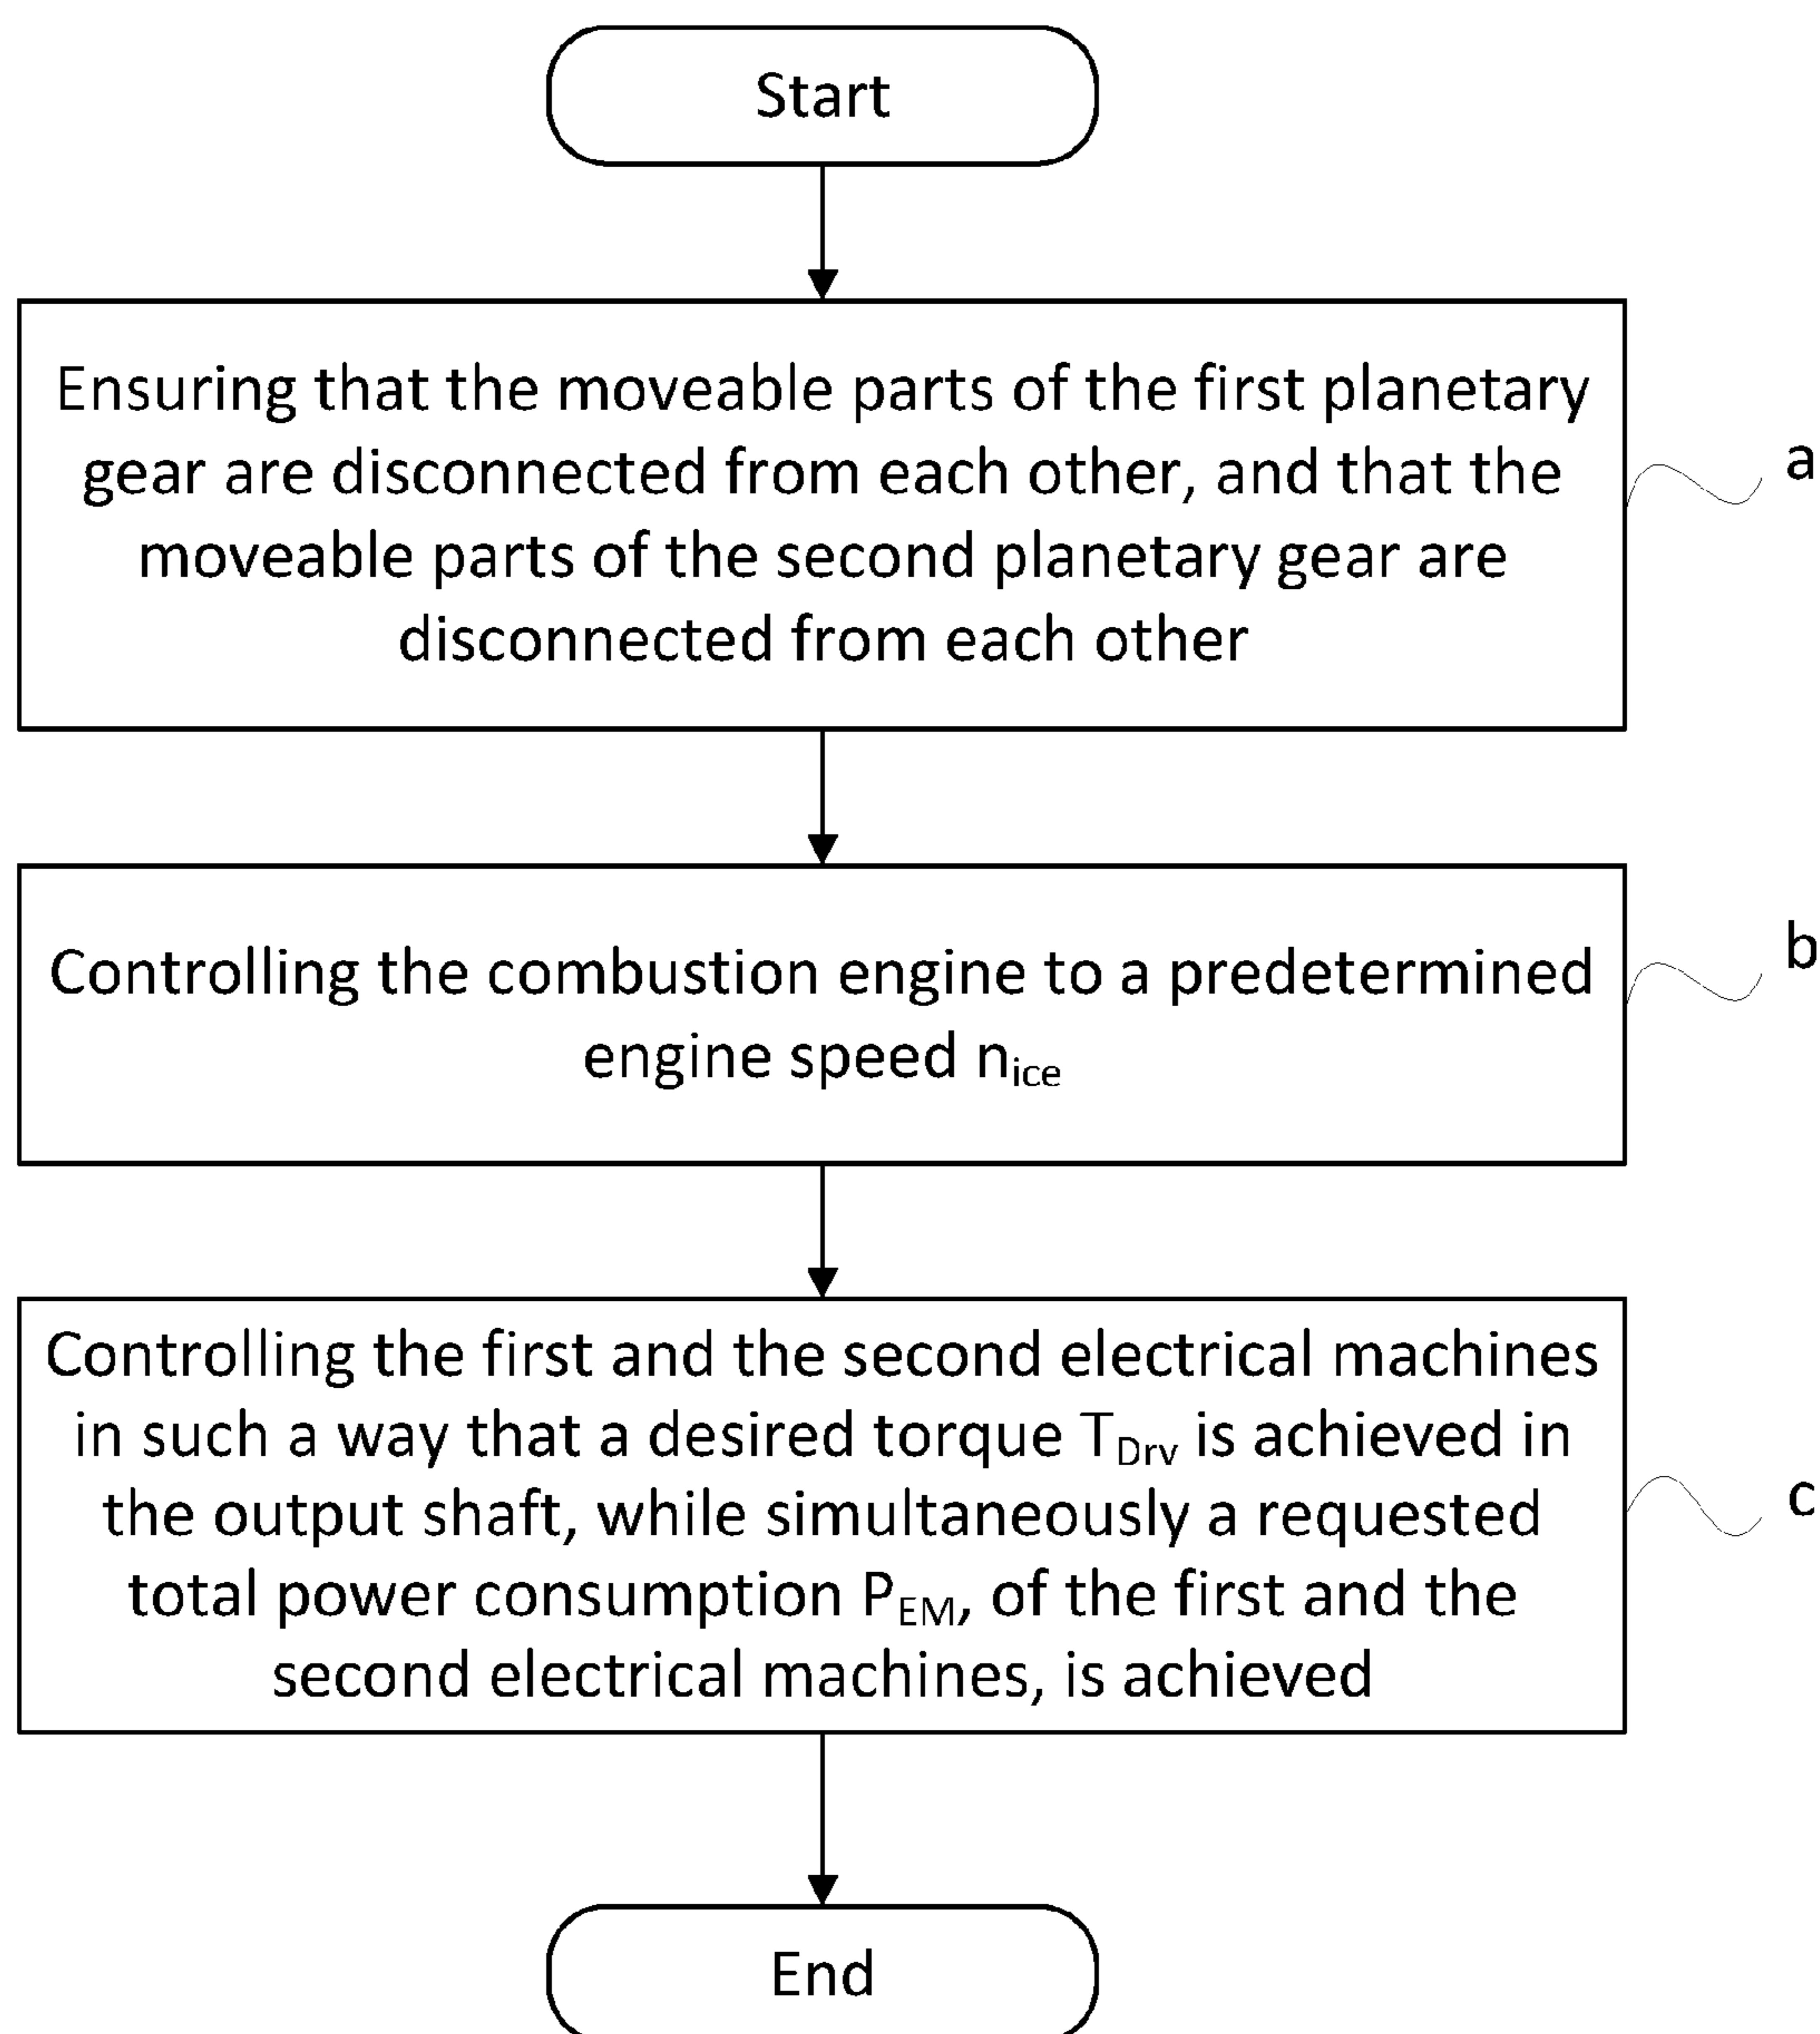 Start
Ensuring that the moveable parts of the first planetary
gear are disconnected from each other, and that the
moveable parts of the second planetary gear are
disconnected from each other
a
Controlling the combustion engine to a predetermined
engine speed nice
b
Controlling the first and the second electrical machines
in such a way that a desired torque TDrv is achieved in
the output shaft, while simultaneously a requested
total power consumption PEM, of the first and the
second electrical machines, is achieved
c
End